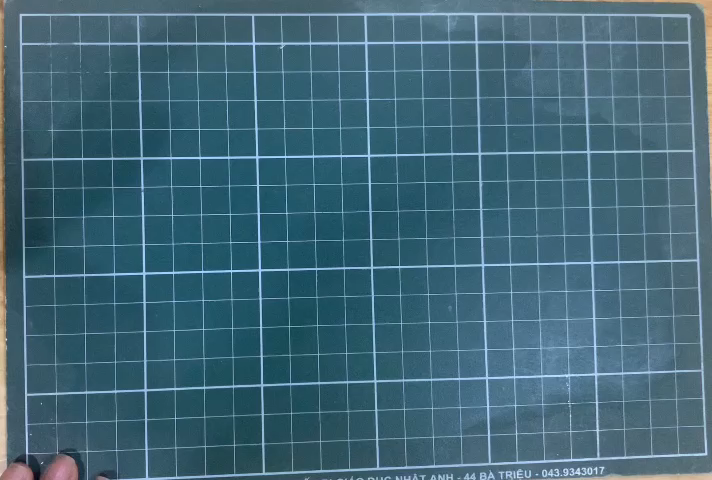 GIÁO DỤC NHẬT ANH - 44 BÀ TRIỆU - 043.9343017